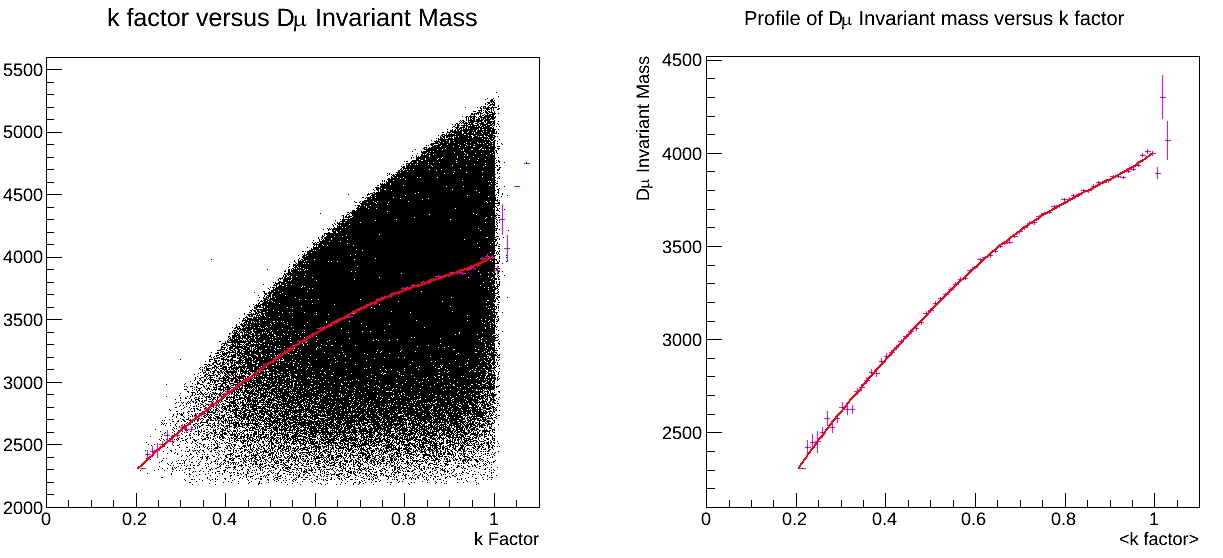 k factor versus Dμ Invariant Mass
5500
5000
4500
4000
3500
3000
2500
2000
0 0.2 0.4 0.6 0.8 1
k Factor
Profile of Dμ Invariant mass versus k factor
Dμ Invariant Mass
4500
4000
3500
3000
2500
0 0.2 0.4 0.6 0.8 1
<k factor>